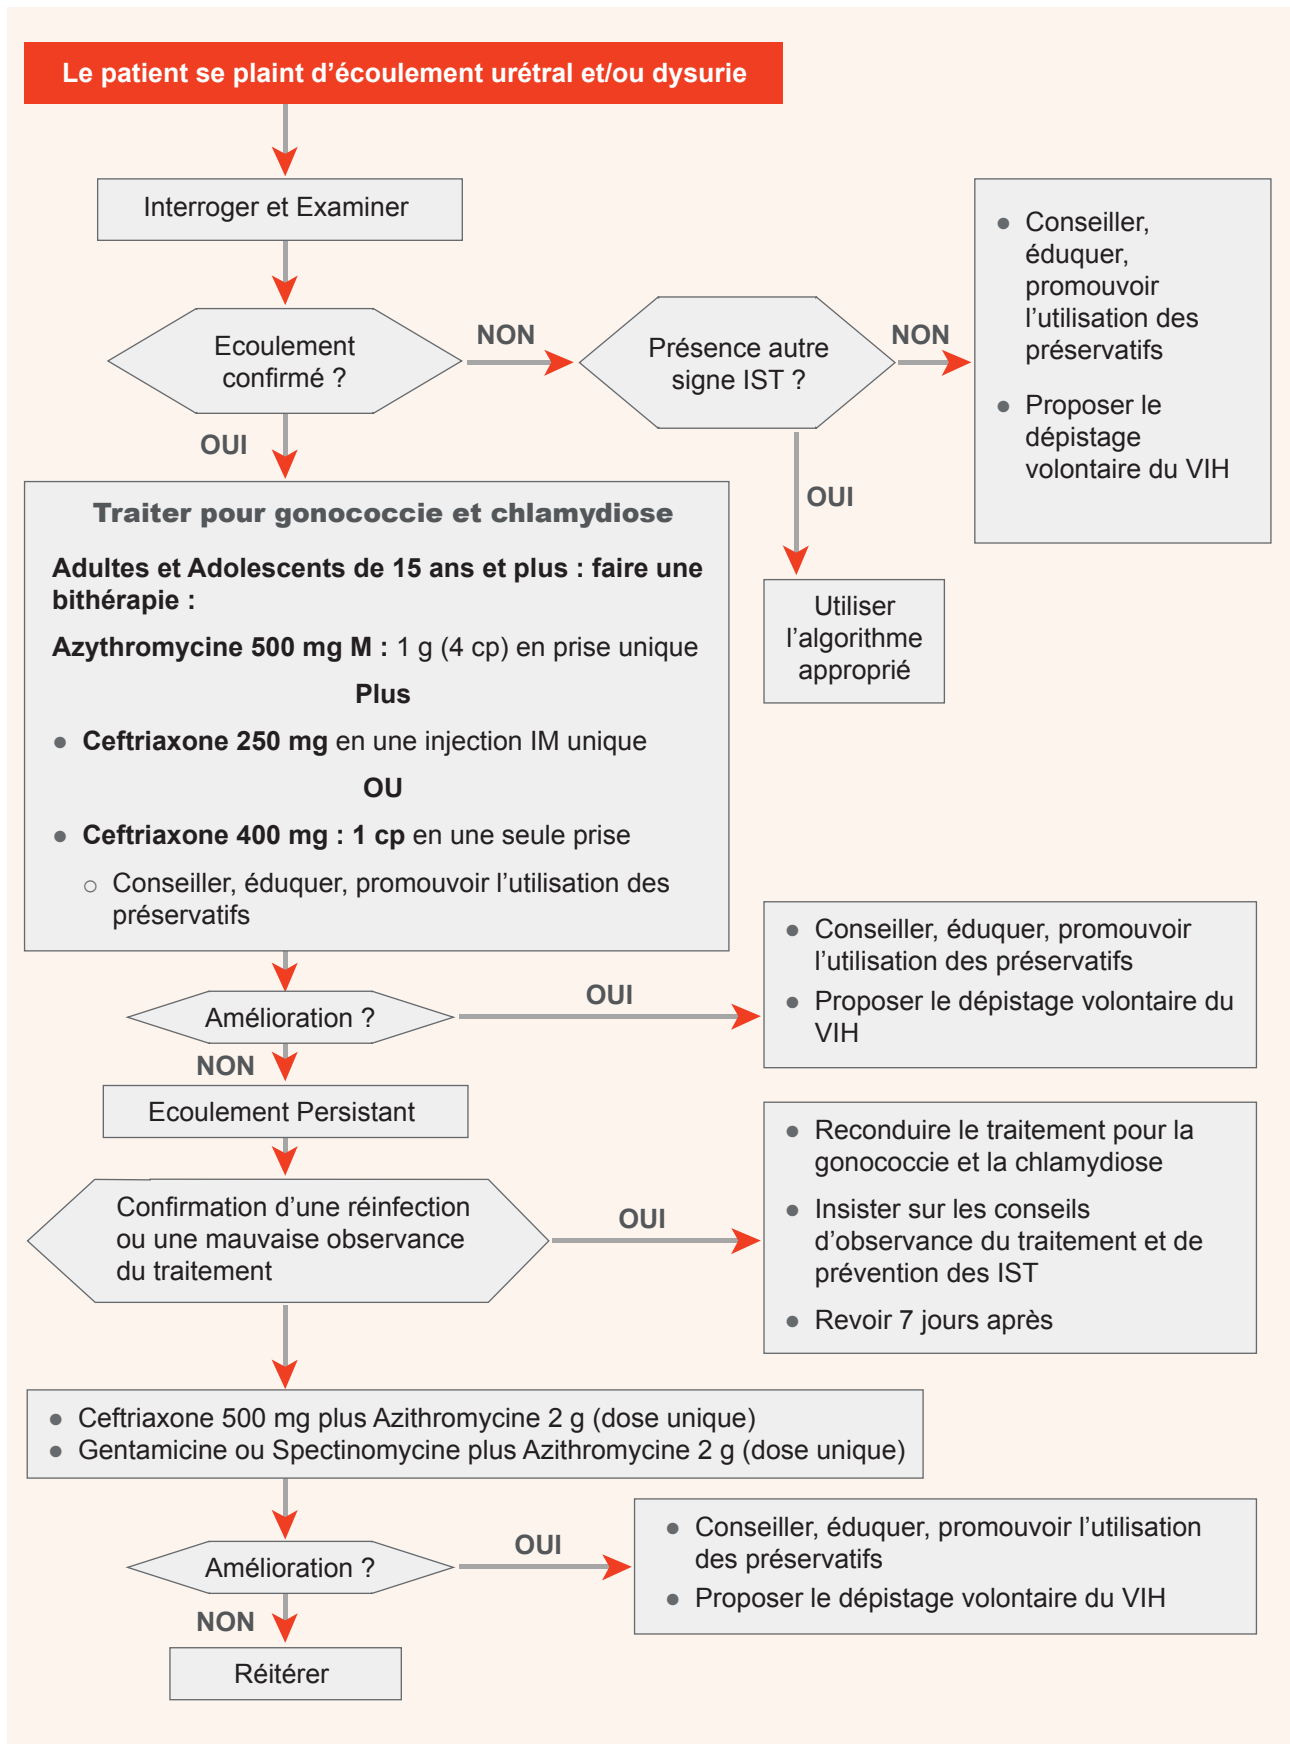 Le patient se plaint d'écoulement urétral et/ou dysurie
Interroger et Examiner
Ecoulement
confirmé ?
NON
Présence autre
signe IST ?
NON
● Conseiller,
éduquer,
promouvoir
l'utilisation des
préservatifs
● Proposer le
dépistage
volontaire du VIH
OUI
OUI
Utiliser
l'algorithme
approprié
Traiter pour gonococcie et chlamydiose
Adultes et Adolescents de 15 ans et plus : faire une
bithérapie :
Azythromycine 500 mg M : 1 g (4 cp) en prise unique
Plus
● Ceftriaxone 250 mg en une injection IM unique
OU
● Ceftriaxone 400 mg : 1 cp en une seule prise
○ Conseiller, éduquer, promouvoir l'utilisation des
préservatifs
Amélioration ?
OUI
● Conseiller, éduquer, promouvoir
l'utilisation des préservatifs
● Proposer le dépistage volontaire du
VIH
NON
Ecoulement Persistant
Confirmation d'une réinfection
ou une mauvaise observance
du traitement
OUI
● Reconduire le traitement pour la
gonococcie et la chlamydiose
● Insister sur les conseils
d'observance du traitement et de
prévention des IST
● Revoir 7 jours après
● Ceftriaxone 500 mg plus Azithromycine 2 g (dose unique)
● Gentamicine ou Spectinomycine plus Azithromycine 2 g (dose unique)
Amélioration ?
OUI
● Conseiller, éduquer, promouvoir l'utilisation
des préservatifs
● Proposer le dépistage volontaire du VIH
NON
Réitérer